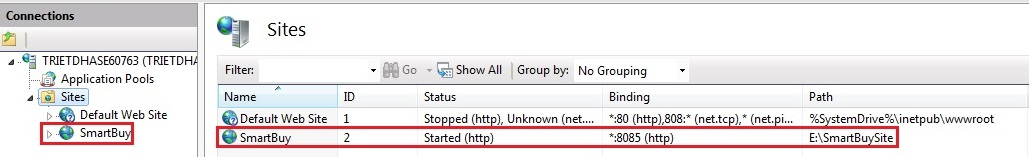 Connections
TRIETDHASE60763 (TRIETDHA
Application Pools
Sites
Default Web Site
SmartBuy
Sites
Filter: Go Show All Group by: No Grouping
Name ID Status Binding Path
Default Web Site 1 Stopped (http), Unknown (net.... *:80 (http),808:* (net.tcp),* (net.pi... %SystemDrive%\inetpub\wwwroot
SmartBuy 2 Started (http) *:8085 (http) E:\SmartBuySite